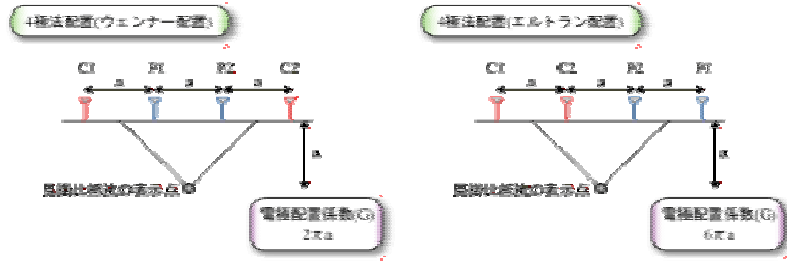 4極法配置(ウェンナー配置)
C1 P1 P2 C2
a a a
a
見掛比抵抗の表示点
電極配置係数(G)
2πa
4極法配置(エルトラン配置)
C1 C2 P2 P1
a a a
a
見掛比抵抗の表示点
電極配置係数(G)
6πa